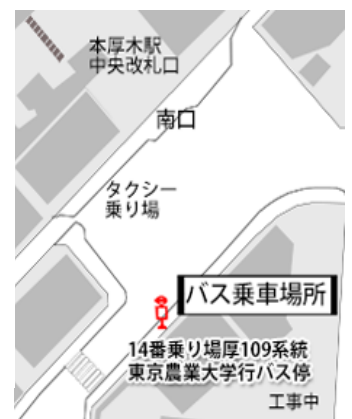 本厚木駅
中央改札口
南口
タクシー
乗り場
バス乗車場所
14番乗り場厚109系統
東京農業大学行バス停
工事中